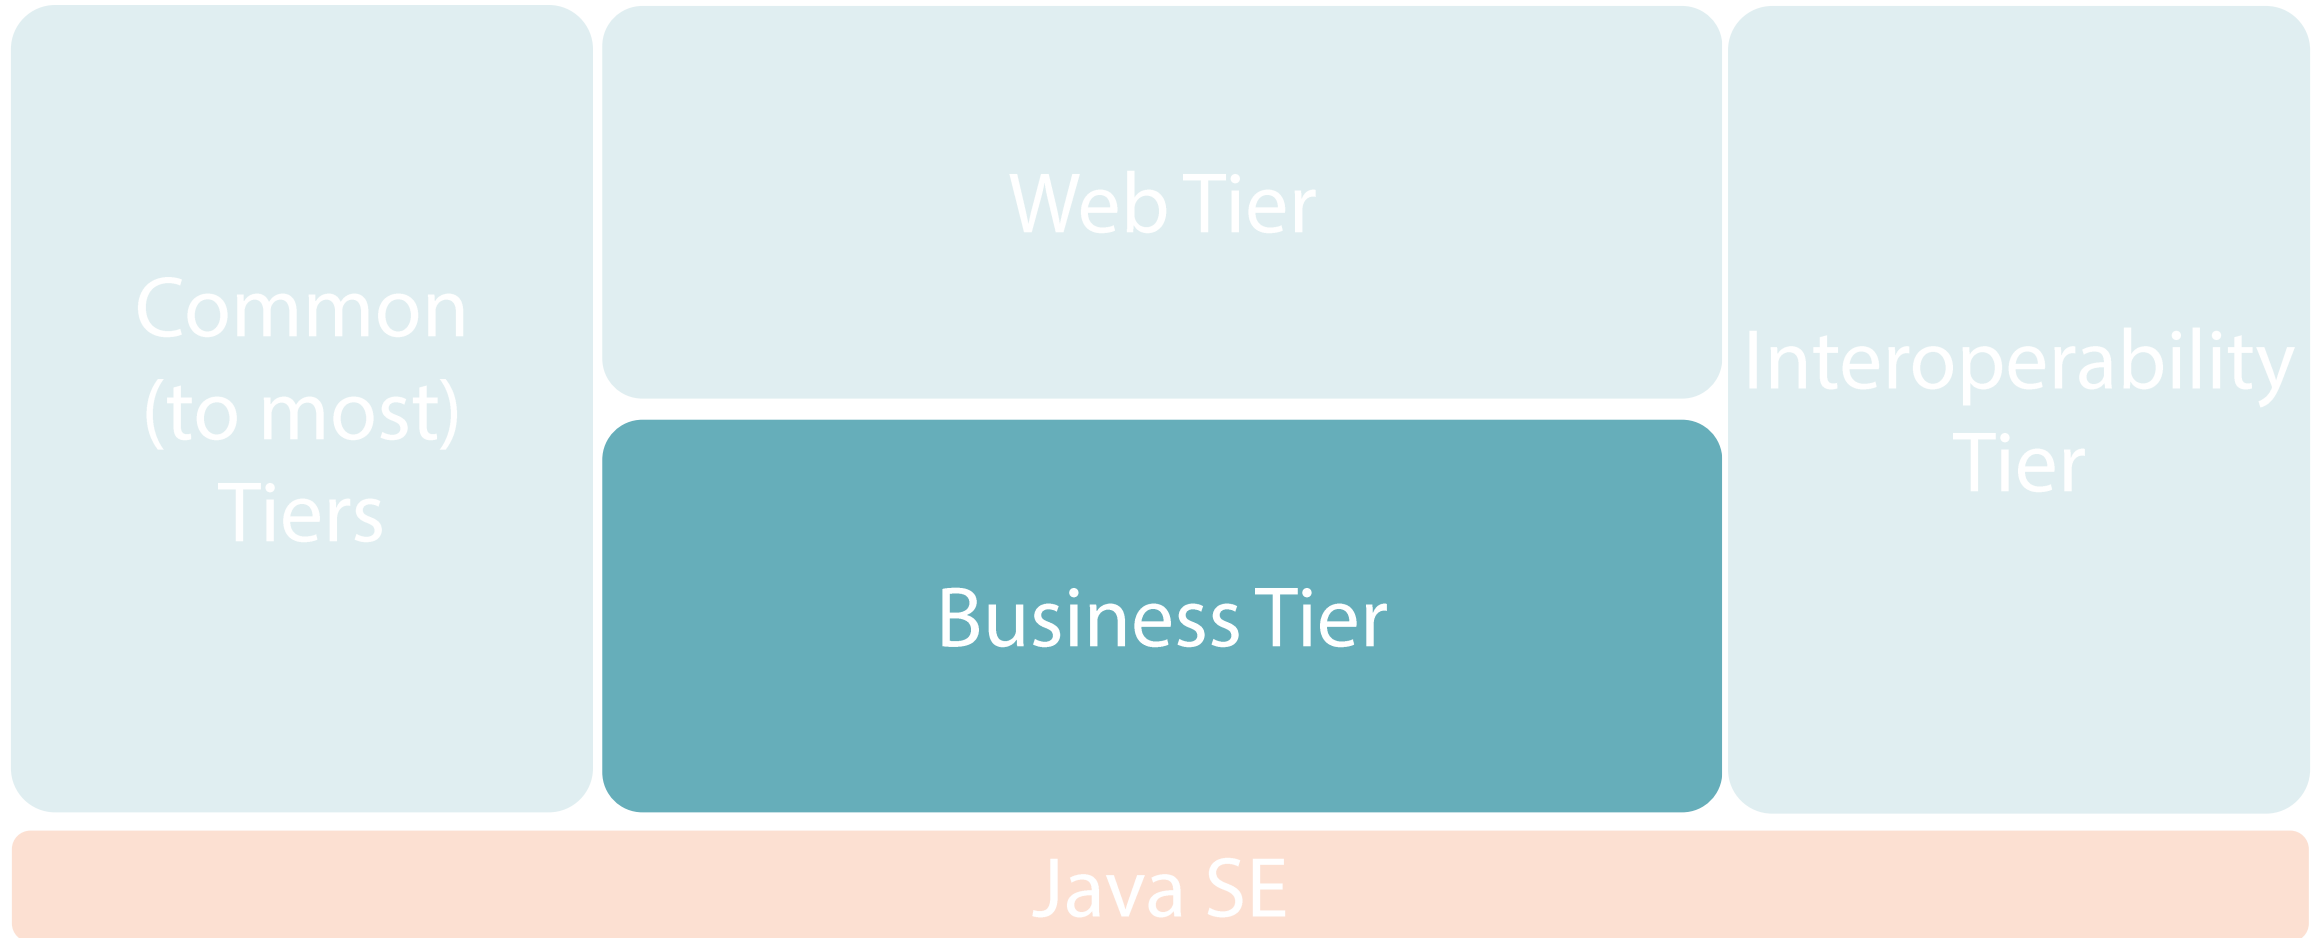 Common
(to most)
Tiers
Web Tier
Business Tier
Interoperability
Tier
Java SE